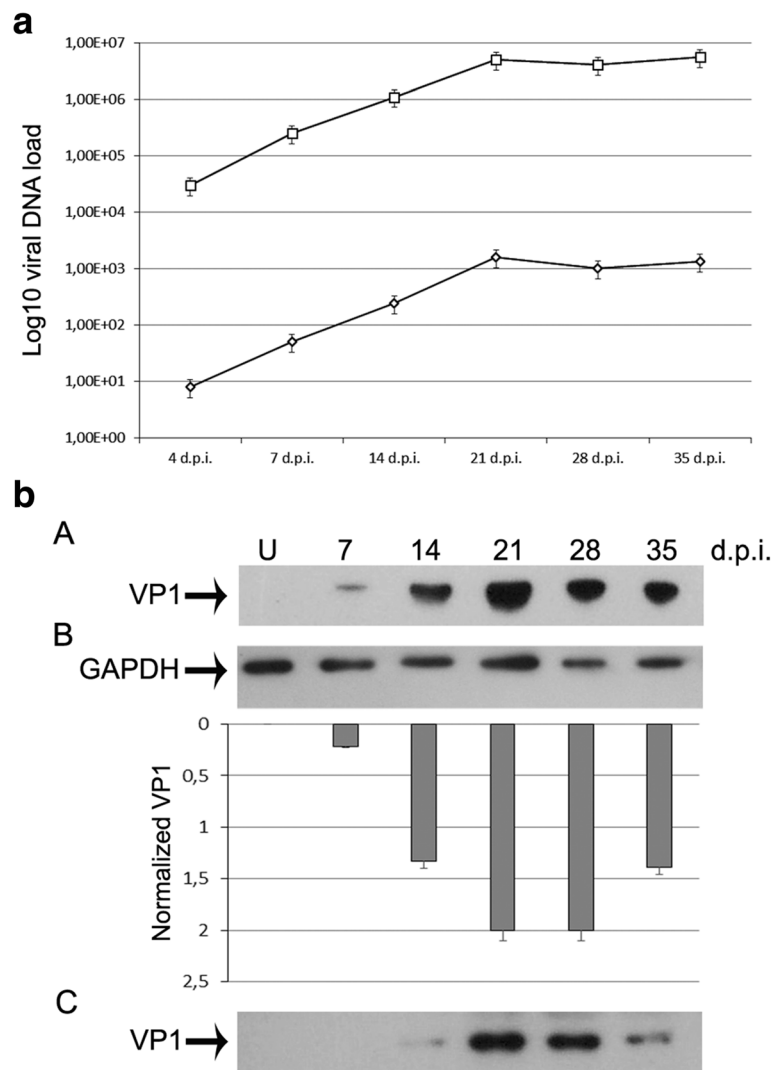 a
1,00E+07
1,00E+06
1,00E+05
1,00E+04
1,00E+03
1,00E+02
1,00E+01
1,00E+00
Log10 viral DNA load
4 d.p.i. 7 d.p.i. 14 d.p.i. 21 d.p.i. 28 d.p.i. 35 d.p.i.
b
A
U 7 14 21 28 35 d.p.i.
VP1
B
GAPDH
0
0,5
1
1,5
2
2,5
Normalized VP1
C
VP1